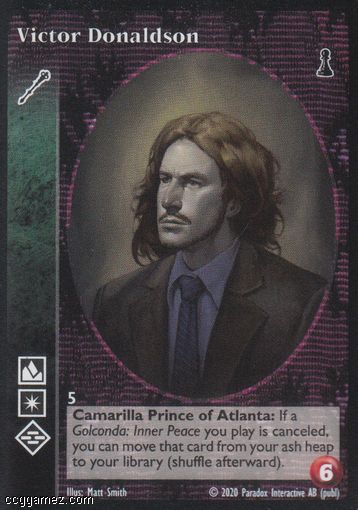 Victor Donaldson
5
Camarilla Prince of Atlanta: If a
Golconda: Inner Peace you play is canceled,
you can move that card from your ash heap
to your library (shuffle afterward).
6
Illus: Matt Smith © 2020 Paradox Interactive AB (publ)
ccggamez.com